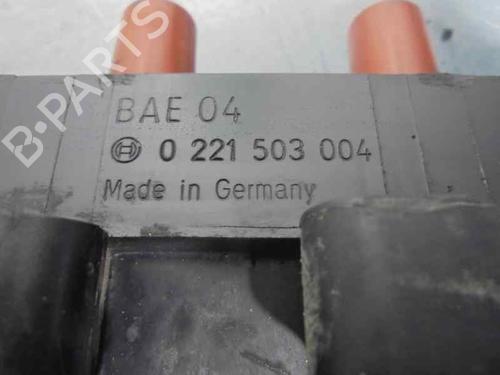 B-PARTS
BAE 04
0 221 503 004
Made in Germany